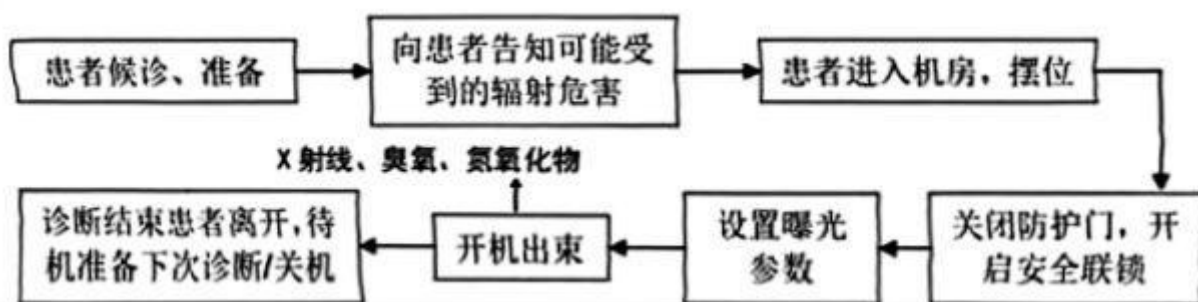 患者候诊、准备
向患者告知可能受
到的辐射危害
患者进入机房，摆位
关闭防护门，开
启安全联锁
设置曝光
参数
开机出束
X 射线、臭氧、氮氧化物
诊断结束患者离开，待
机准备下次诊断/关机